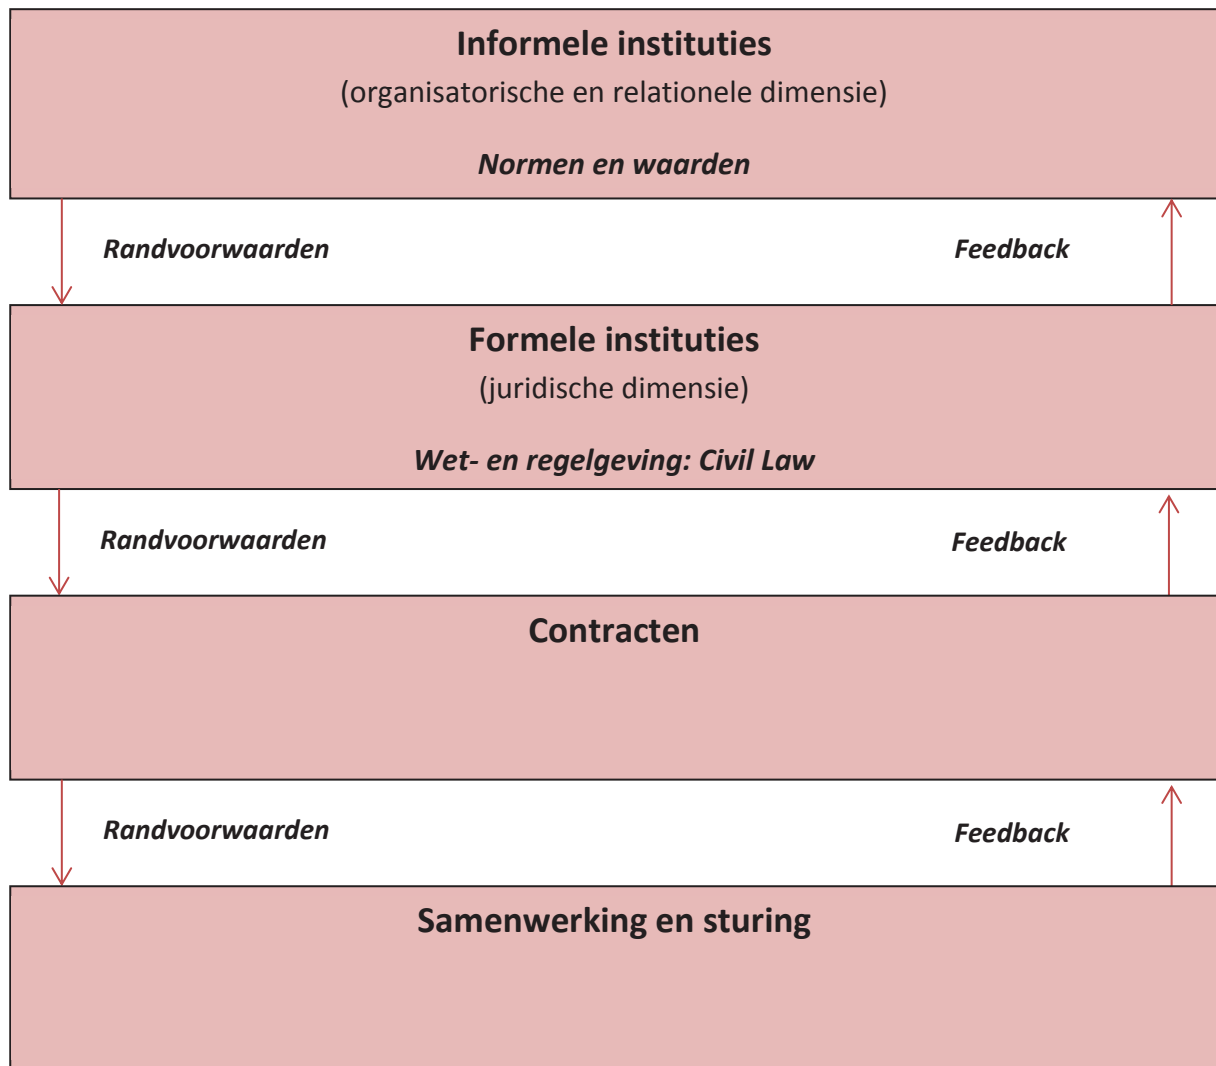 Informele instituties
(organisatorische en relationele dimensie)
Normen en waarden
Randvoorwaarden
Feedback
Formele instituties
(juridische dimensie)
Wet- en regelgeving: Civil Law
Randvoorwaarden
Feedback
Contracten
Randvoorwaarden
Feedback
Samenwerking en sturing